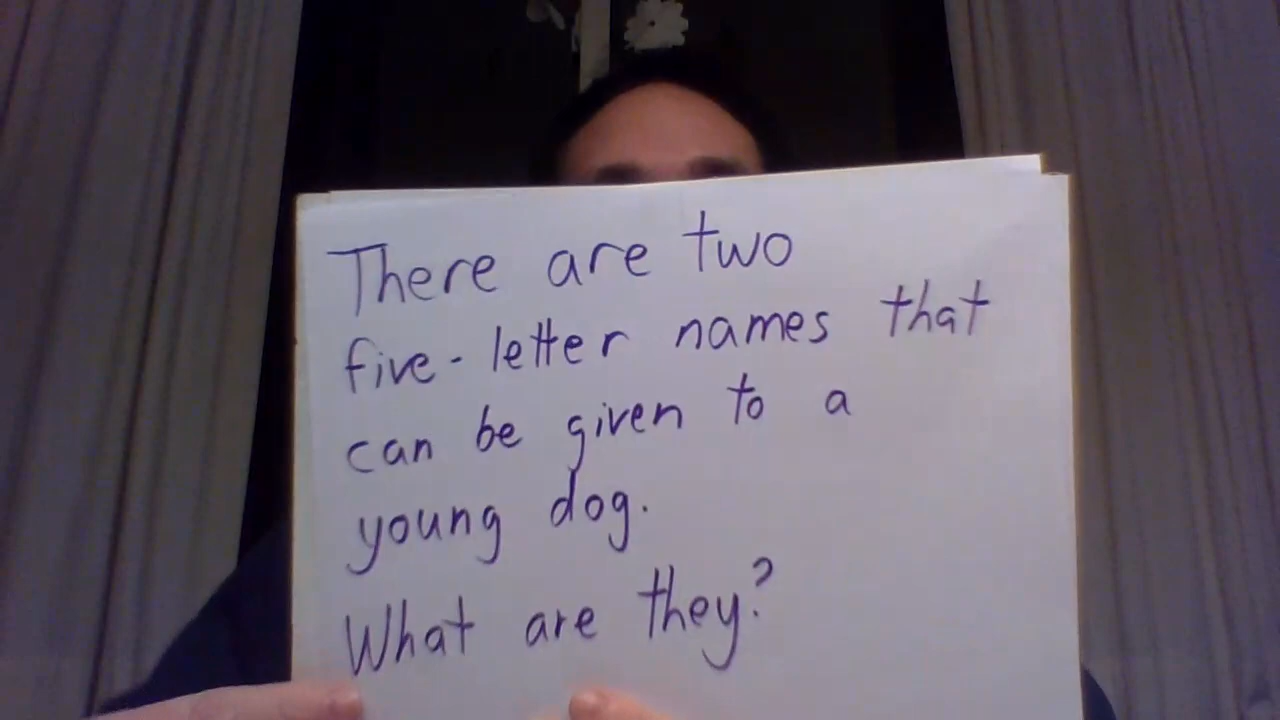 There are two
five-letter names that
can be given to a
young dog.
What are they?